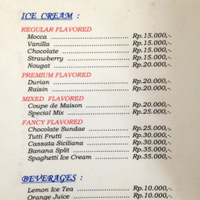 ICE CREAM :
REGULAR FLAVORED
Mocca Rp.15.000,-
Vanilla Rp.15.000,-
Chocolate Rp.15.000,-
Strawberry Rp.15.000,-
Nougat Rp.20.000,-
PREMIUM FLAVORED
Durian Rp.20.000,-
Raisin Rp.20.000,-
MIXED FLAVORED
Coupe de Maison Rp.20.000,-
Special Mix Rp.25.000,-
FANCY FLAVORED
Chocolate Sundae Rp.25.000,-
Tutti Frutti Rp.30.000,-
Cassata Siciliana Rp.30.000,-
Banana Split Rp.35.000,-
Spaghetti Ice Cream Rp.35.000,-
BEVERAGES :
Lemon Ice Tea Rp.10.000,-
Orange Juice Rp.10.000,-